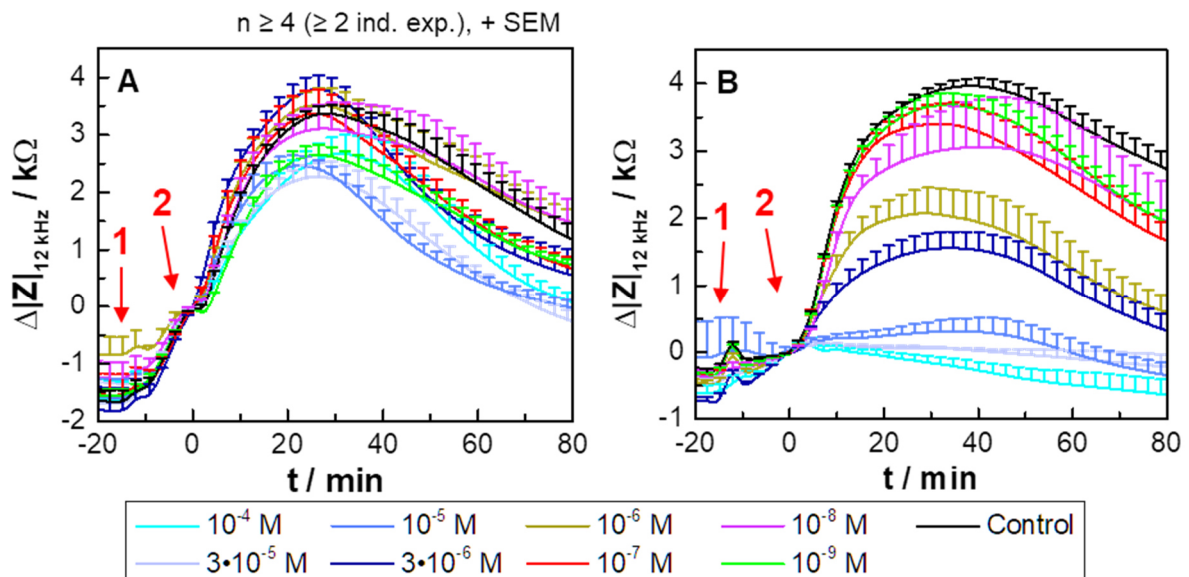 n ≥ 4 (≥ 2 ind. exp.), + SEM
A
1
2
Δ|Z|12 kHz / kΩ
4
3
2
1
0
-1
-2
-20 0 20 40 60 80
t / min
B
1
2
Δ|Z|12 kHz / kΩ
4
3
2
1
0
-1
-20 0 20 40 60 80
t / min
10⁻⁴ M 10⁻⁵ M 10⁻⁶ M 10⁻⁸ M Control
3•10⁻⁵ M 3•10⁻⁶ M 10⁻⁷ M 10⁻⁹ M